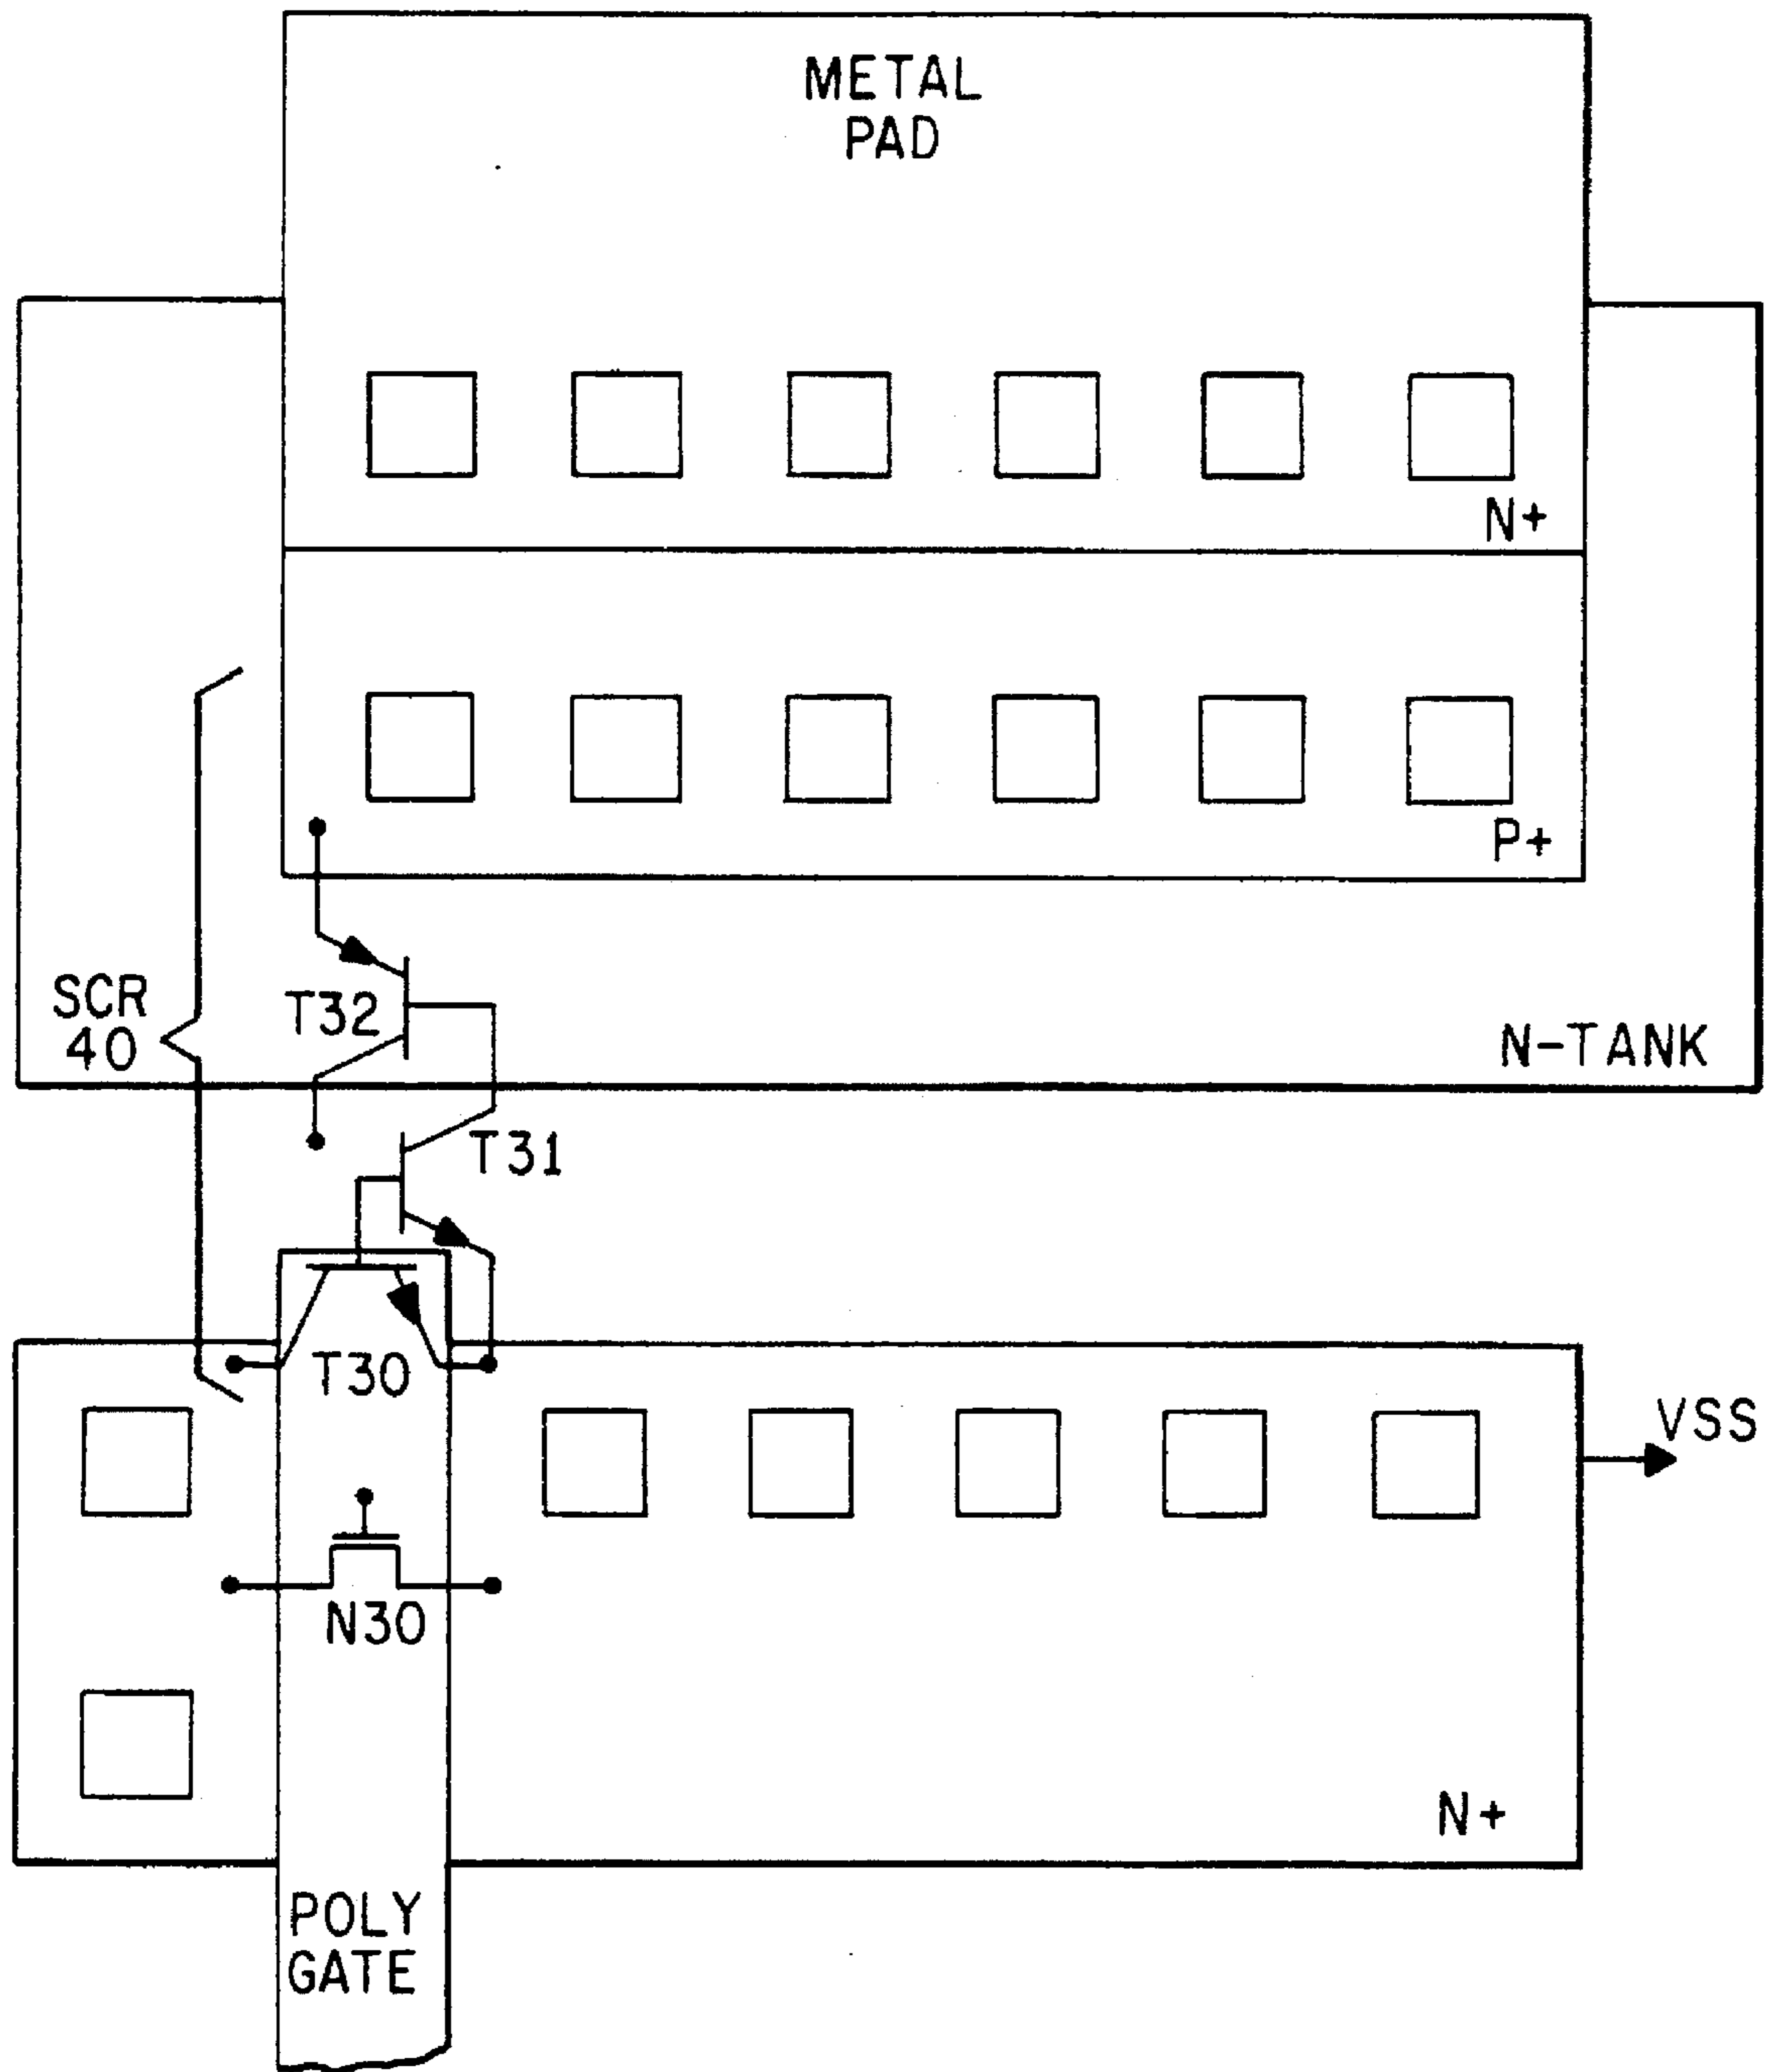 METAL
PAD
N+
P+
SCR
40
T32
N-TANK
T31
T30
VSS
N30
N+
POLY
GATE